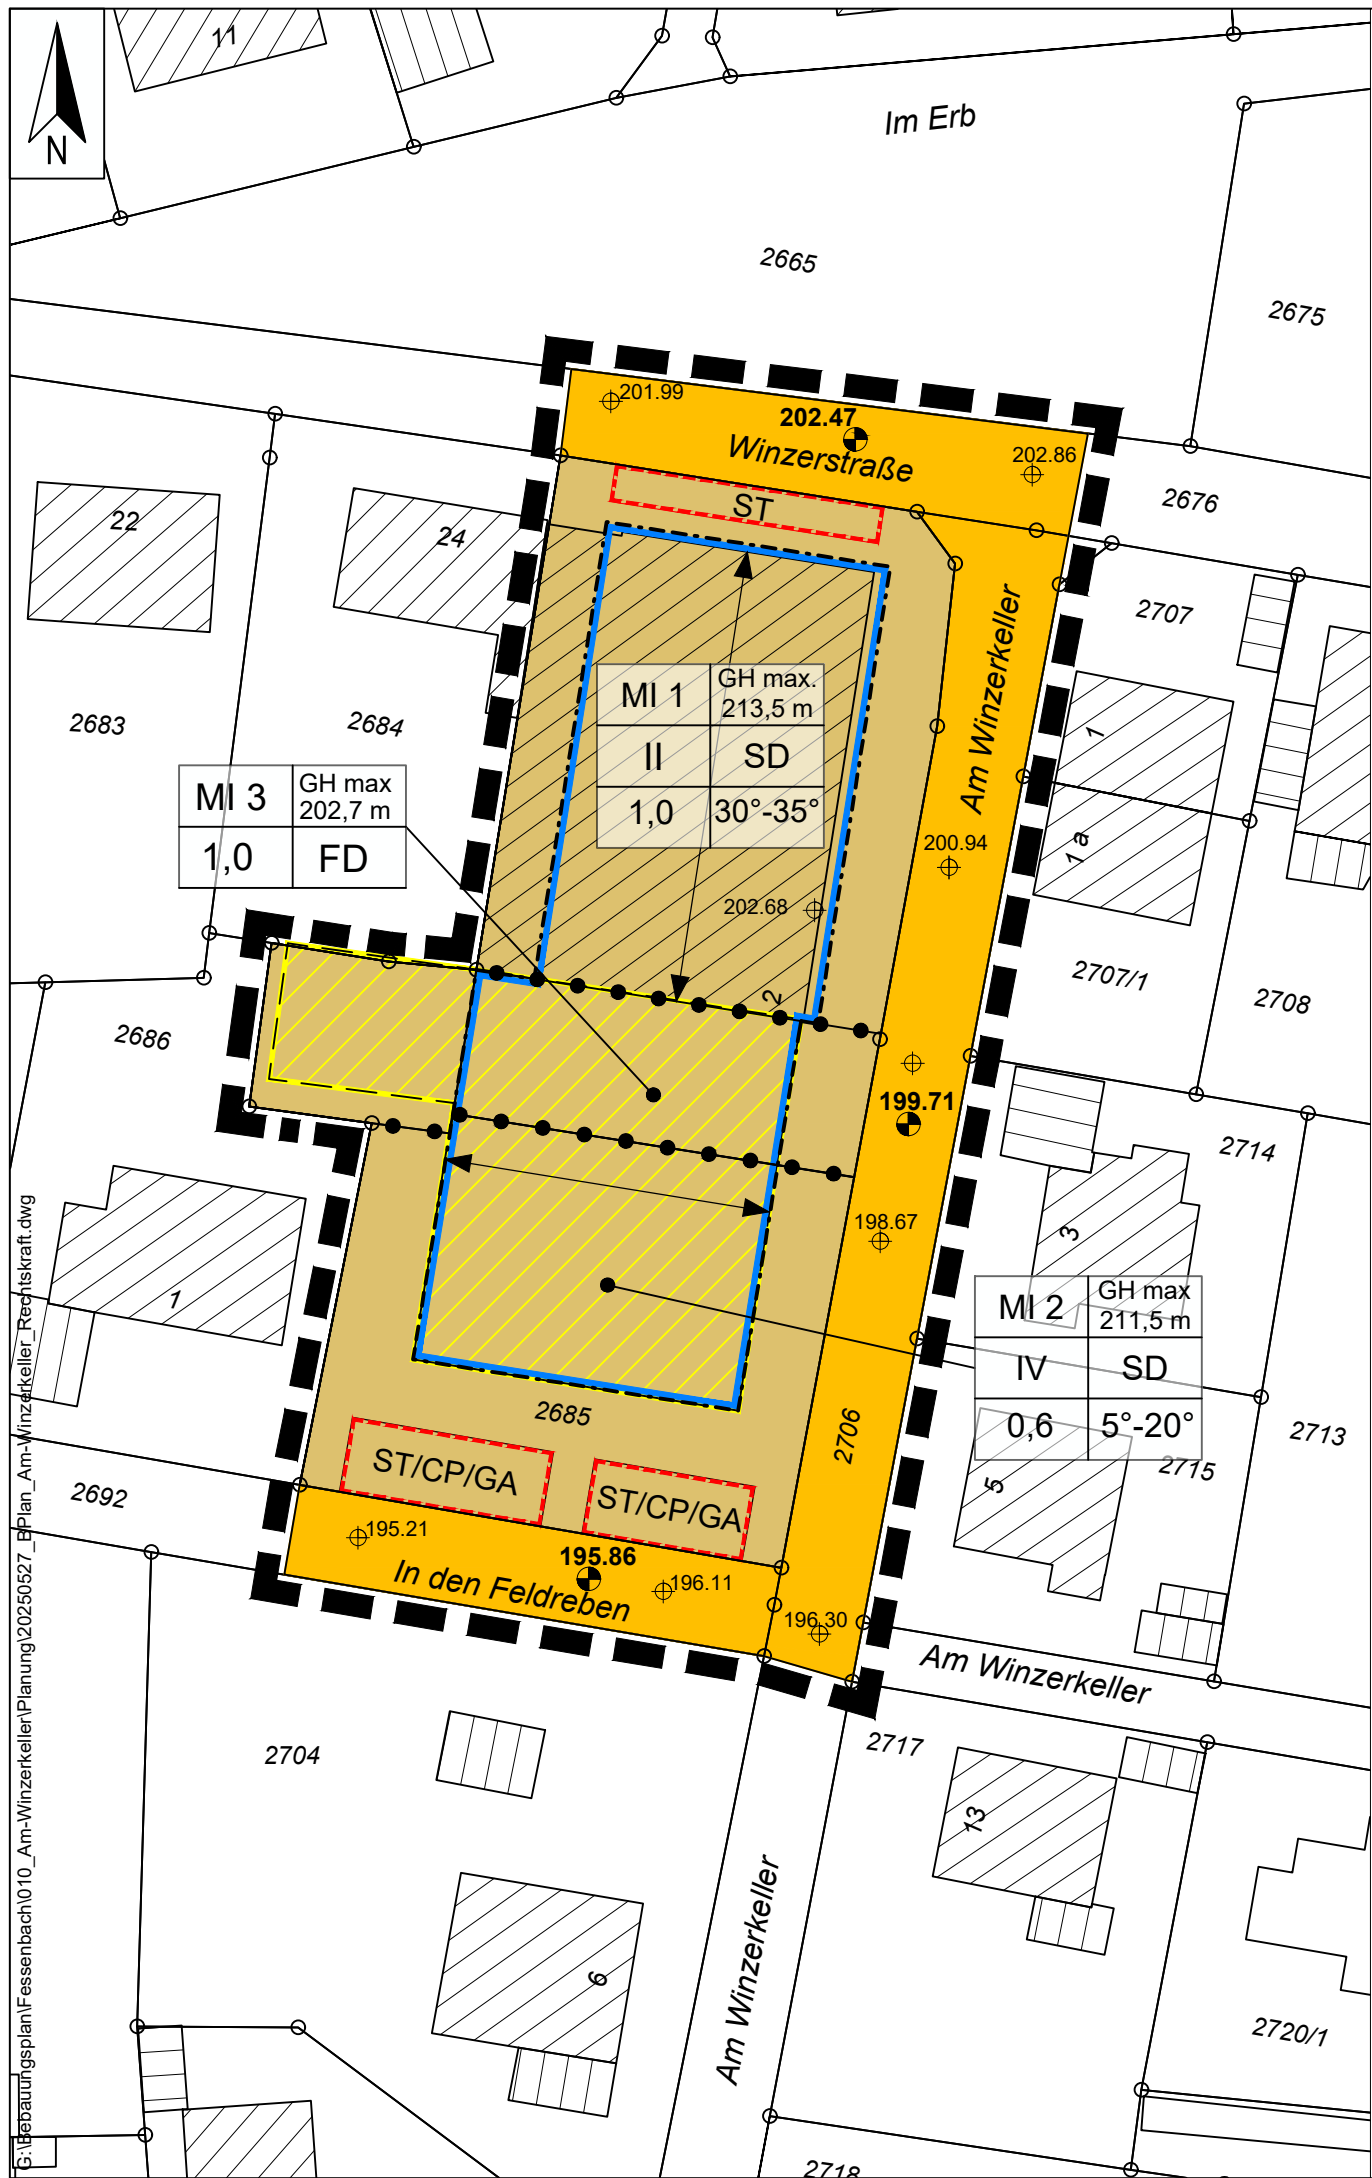 11
N
Im Erb
2665
2675
201.99
202.47
Winzerstraße
202.86
2676
ST
22
24
Am Winzerkeller
2707
2683
2684
MI 1
GH max.
213,5 m
II
SD
1,0
30°-35°
1
1a
MI 3
GH max
202,7 m
1,0
FD
200.94
202.68
2
2707/1
2708
2686
199.71
2714
198.67
3
1
MI 2
GH max
211,5 m
IV
SD
0,6
5°-20°
2685
2706
2713
2715
5
ST/CP/GA
ST/CP/GA
2692
195.21
195.86
196.11
In den Feldreben
196.30
Am Winzerkeller
2704
2717
13
Am Winzerkeller
6
2720/1
2718
G:\Bebauungsplan\Fessenbach\010_Am-Winzerkeller\Planung\20250527_BPlan_Am-Winzerkeller_Rechtskraft.dwg